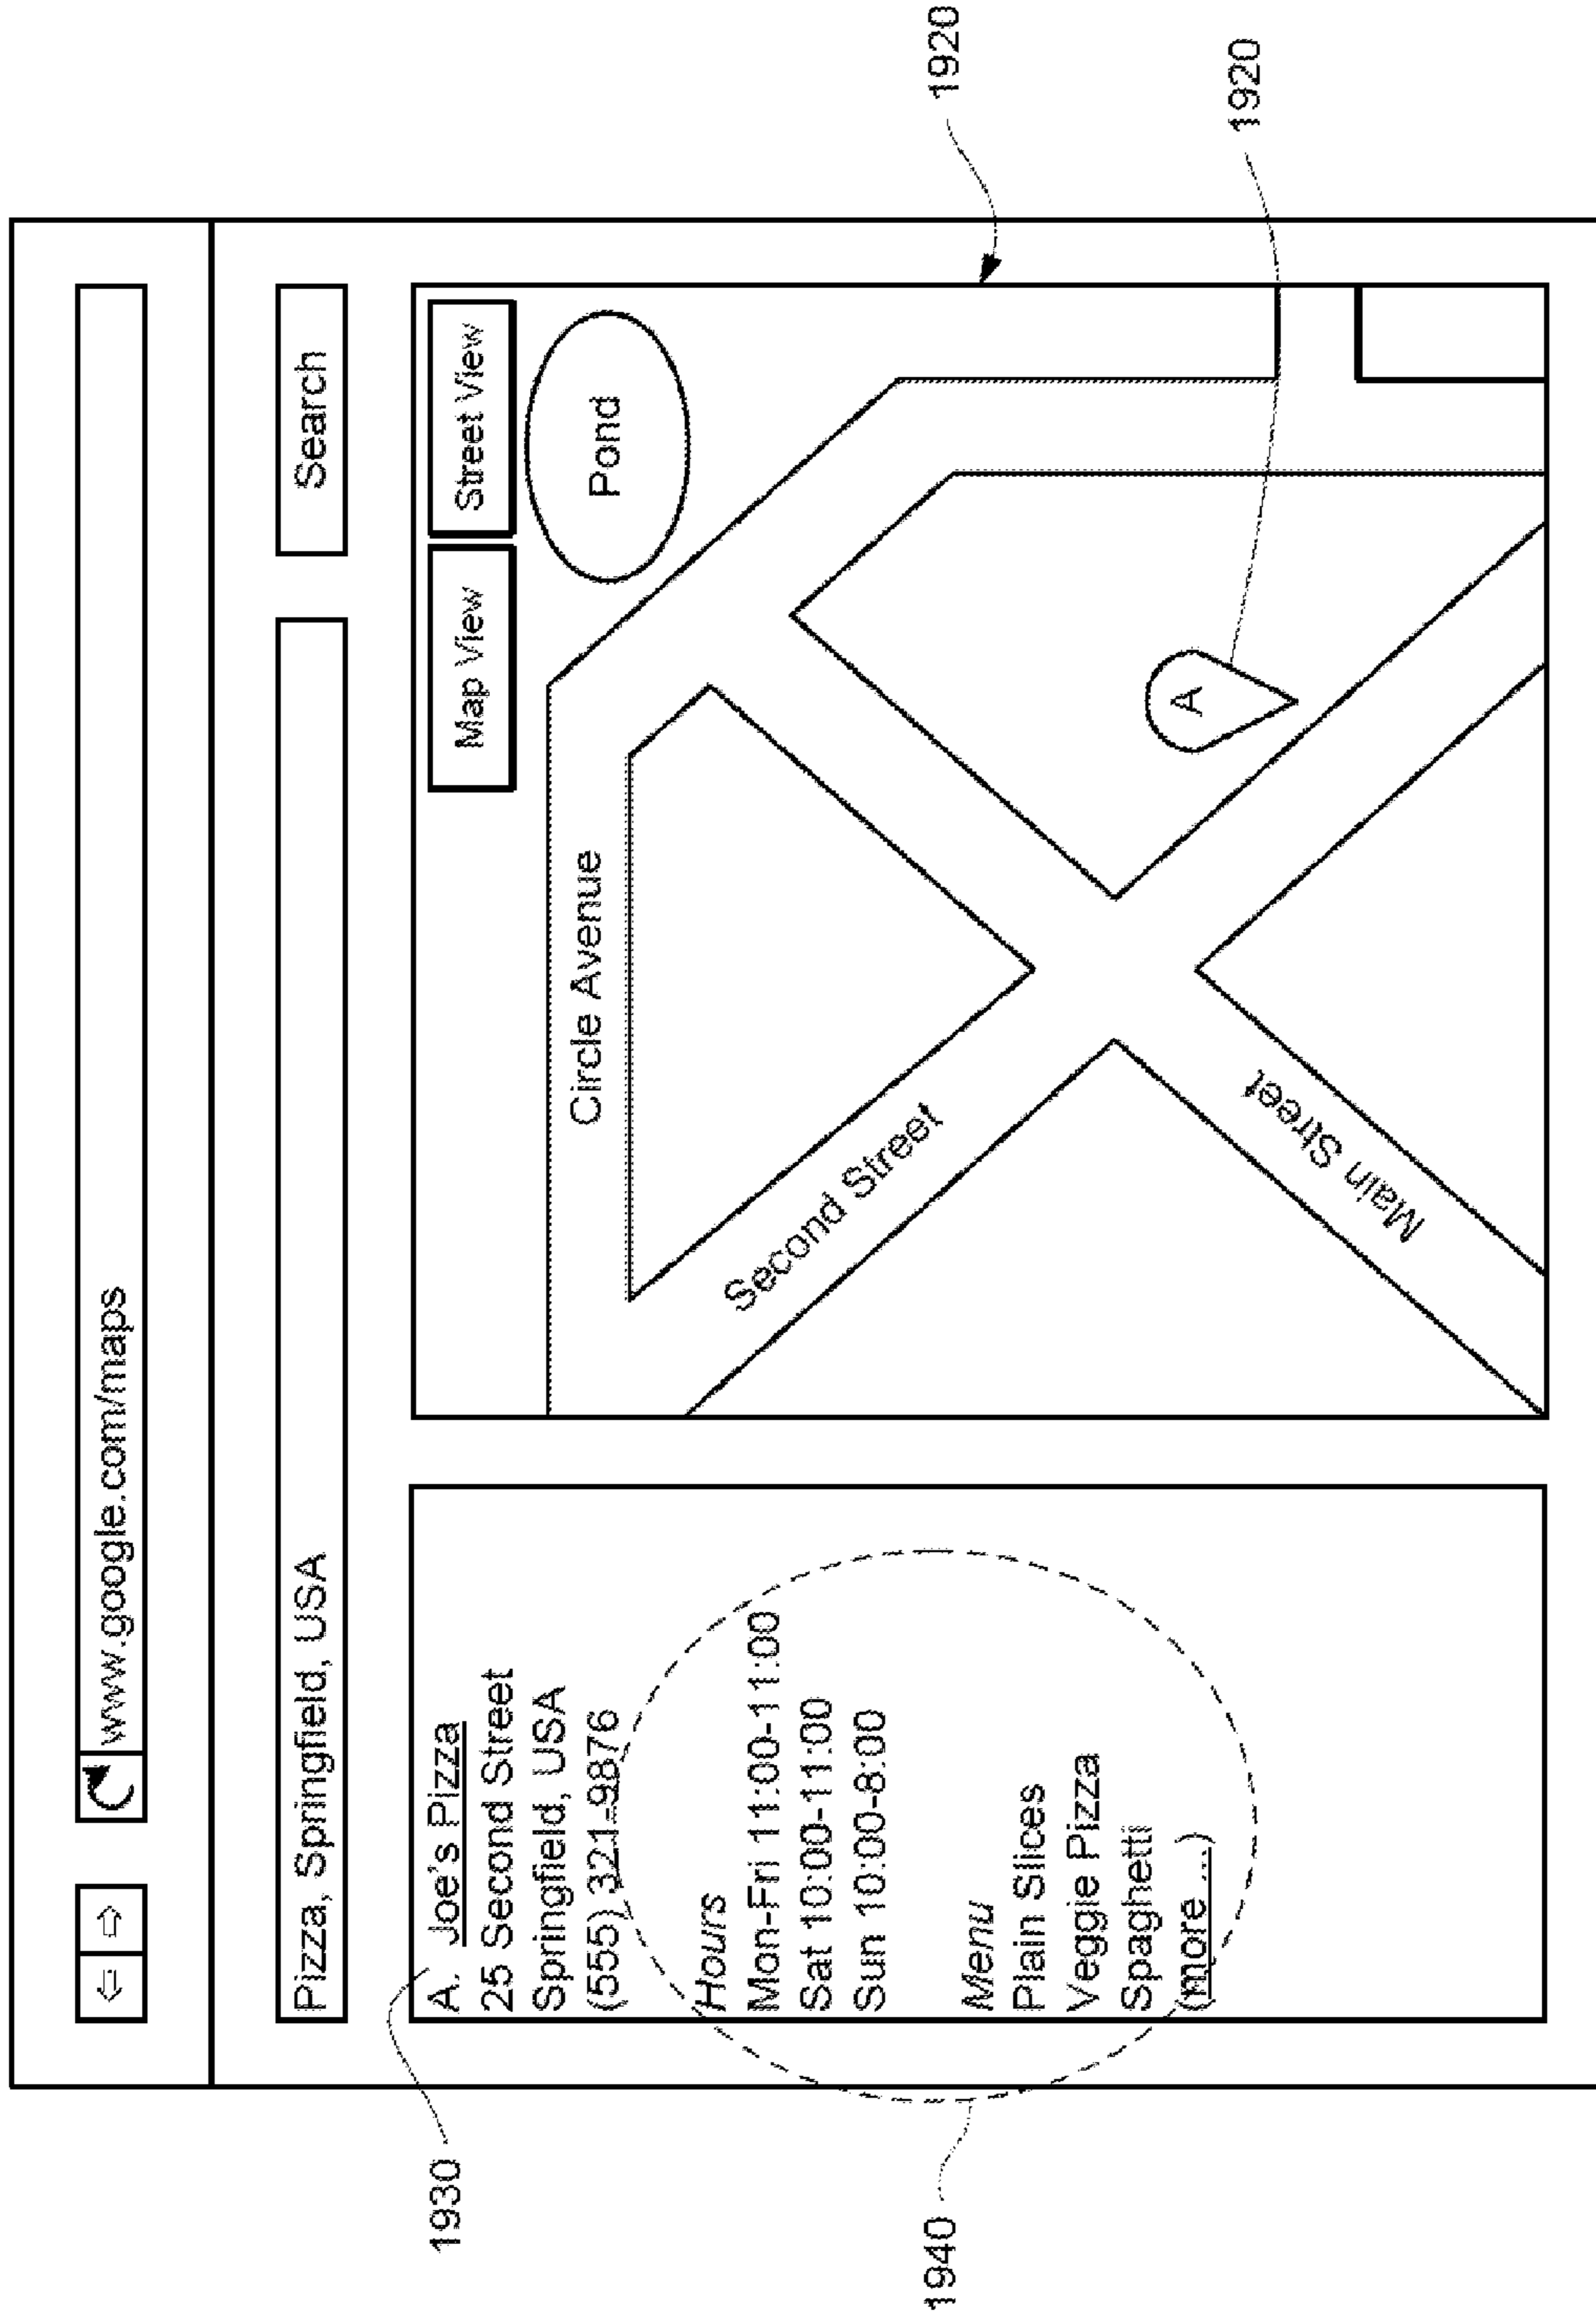 www.google.com/maps
Pizza, Springfield, USA
Search
A. Joe's Pizza
25 Second Street
Springfield, USA
(555) 321-9876
Hours
Mon-Fri 11:00-11:00
Sat 10:00-11:00
Sun 10:00-8:00
Menu
Plain Slices
Veggie Pizza
Spaghetti
(more ...)
Map View
Street View
Pond
Circle Avenue
Second Street
Main Street
A
1930
1940
1920
1920